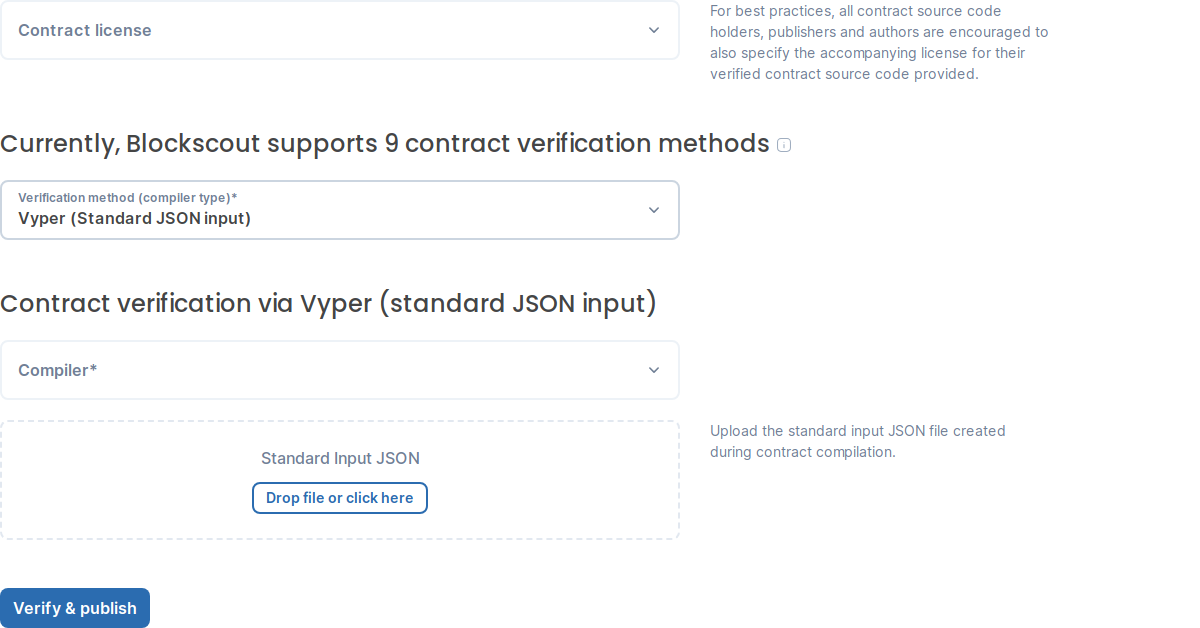 Contract license
For best practices, all contract source code
holders, publishers and authors are encouraged to
also specify the accompanying license for their
verified contract source code provided.
Currently, Blockscout supports 9 contract verification methods
Verification method (compiler type)*
Vyper (Standard JSON input)
Contract verification via Vyper (standard JSON input)
Compiler*
Standard Input JSON
Drop file or click here
Upload the standard input JSON file created
during contract compilation.
Verify & publish